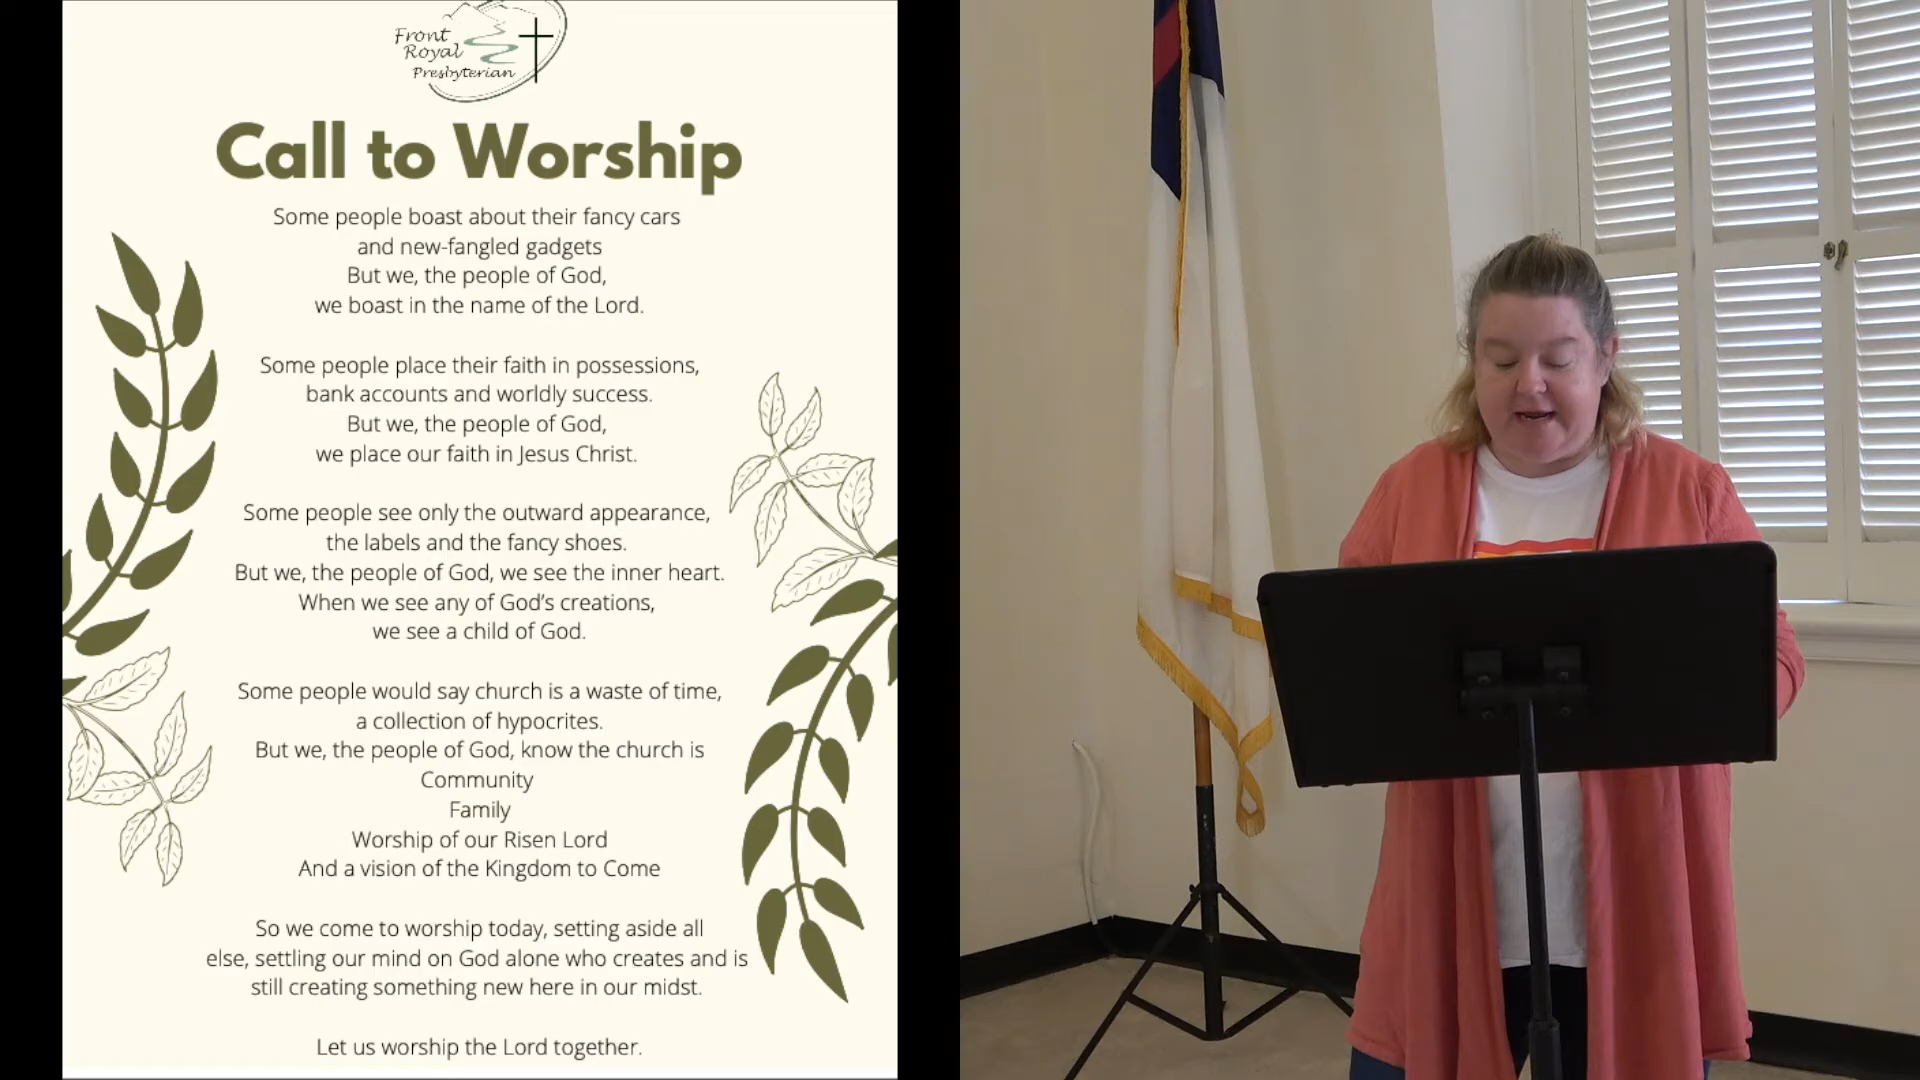 Front
Royal
Presbyterian
Call to Worship
Some people boast about their fancy cars
and new-fangled gadgets
But we, the people of God,
we boast in the name of the Lord.
Some people place their faith in possessions,
bank accounts and worldly success.
But we, the people of God,
we place our faith in Jesus Christ.
Some people see only the outward appearance,
the labels and the fancy shoes.
But we, the people of God, we see the inner heart.
When we see any of God’s creations,
we see a child of God.
Some people would say church is a waste of time,
a collection of hypocrites.
But we, the people of God, know the church is
Community
Family
Worship of our Risen Lord
And a vision of the Kingdom to Come
So we come to worship today, setting aside all
else, settling our mind on God alone who creates and is
still creating something new here in our midst.
Let us worship the Lord together.